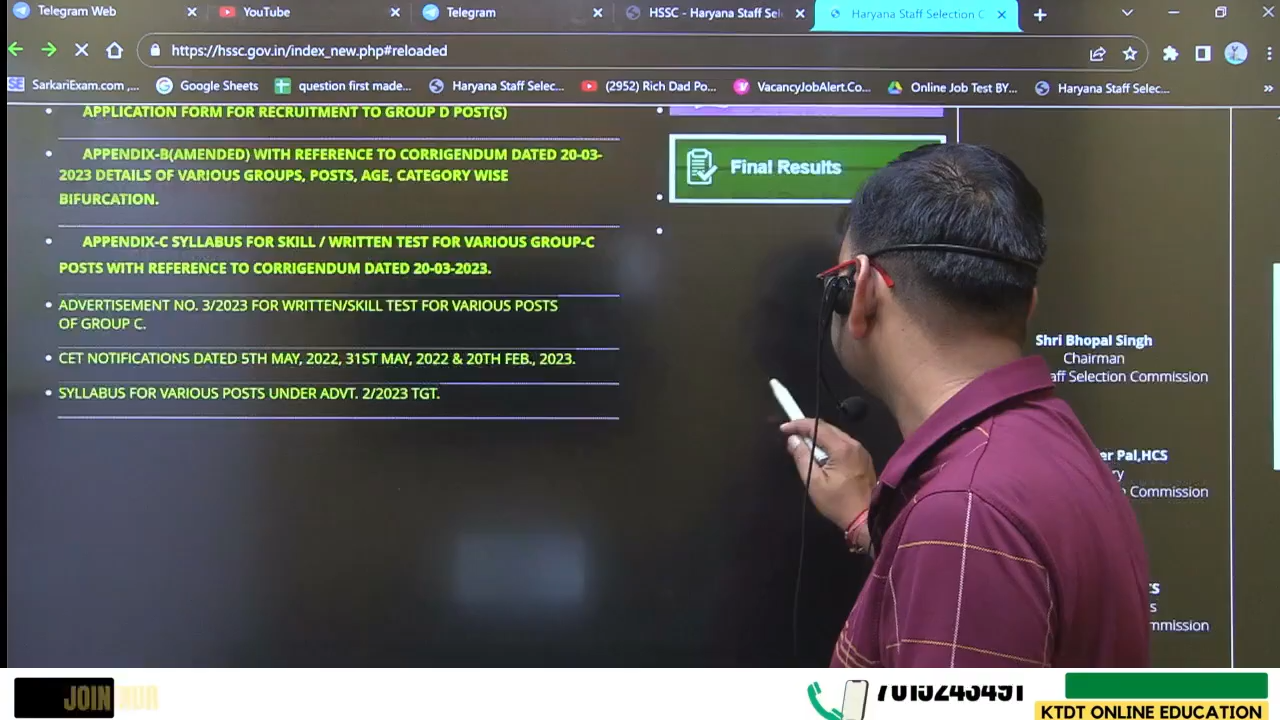 Telegram Web
YouTube
Telegram
HSSC - Haryana Staff Sel
Haryana Staff Selection C
https://hssc.gov.in/index_new.php#reloaded
SE
SarkariExam.com ,...
Google Sheets
question first made...
Haryana Staff Selec...
(2952) Rich Dad Po...
VacancyJobAlert.Co...
Online Job Test BY...
Haryana Staff Selec...
»
APPLICATION FORM FOR RECRUITMENT TO GROUP D POST(S)
APPENDIX-B(AMENDED) WITH REFERENCE TO CORRIGENDUM DATED 20-03-
2023 DETAILS OF VARIOUS GROUPS, POSTS, AGE, CATEGORY WISE
BIFURCATION.
APPENDIX-C SYLLABUS FOR SKILL / WRITTEN TEST FOR VARIOUS GROUP-C
POSTS WITH REFERENCE TO CORRIGENDUM DATED 20-03-2023.
ADVERTISEMENT NO. 3/2023 FOR WRITTEN/SKILL TEST FOR VARIOUS POSTS
OF GROUP C.
CET NOTIFICATIONS DATED 5TH MAY, 2022, 31ST MAY, 2022 & 20TH FEB., 2023.
SYLLABUS FOR VARIOUS POSTS UNDER ADVT. 2/2023 TGT.
Final Results
Shri Bhopal Singh
Chairman
aff Selection Commission
er Pal,HCS
ry
Commission
s
mmission
JOIN OUR
7015243491
KTDT ONLINE EDUCATION